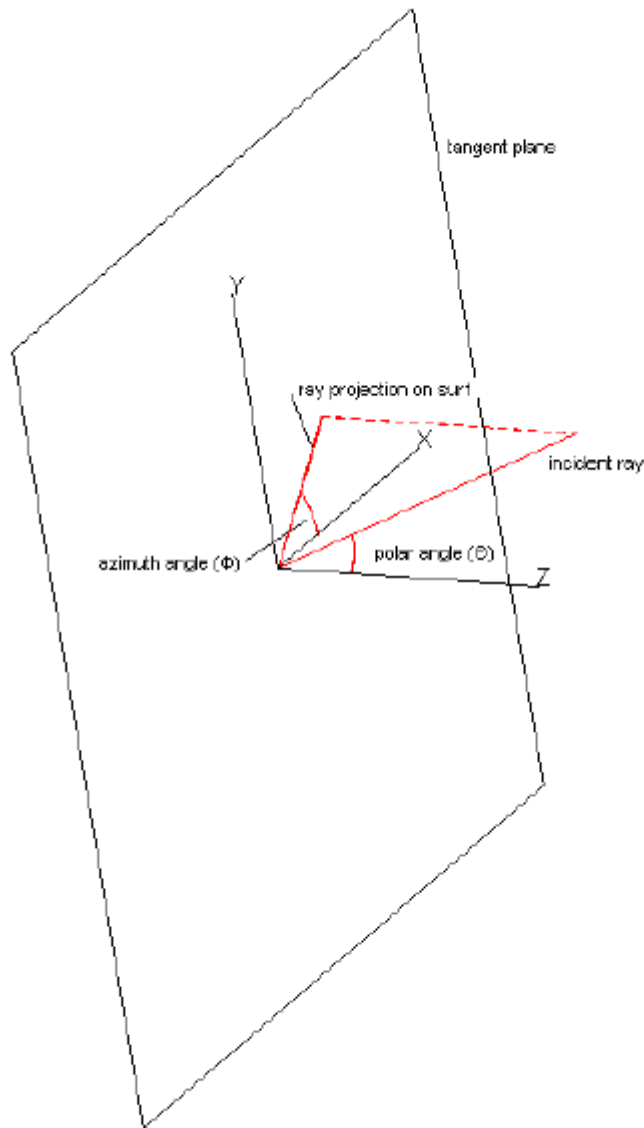 tangent plane
Y
ray projection on surf
X
incident ray
azimuth angle (Φ)
polar angle (Θ)
Z